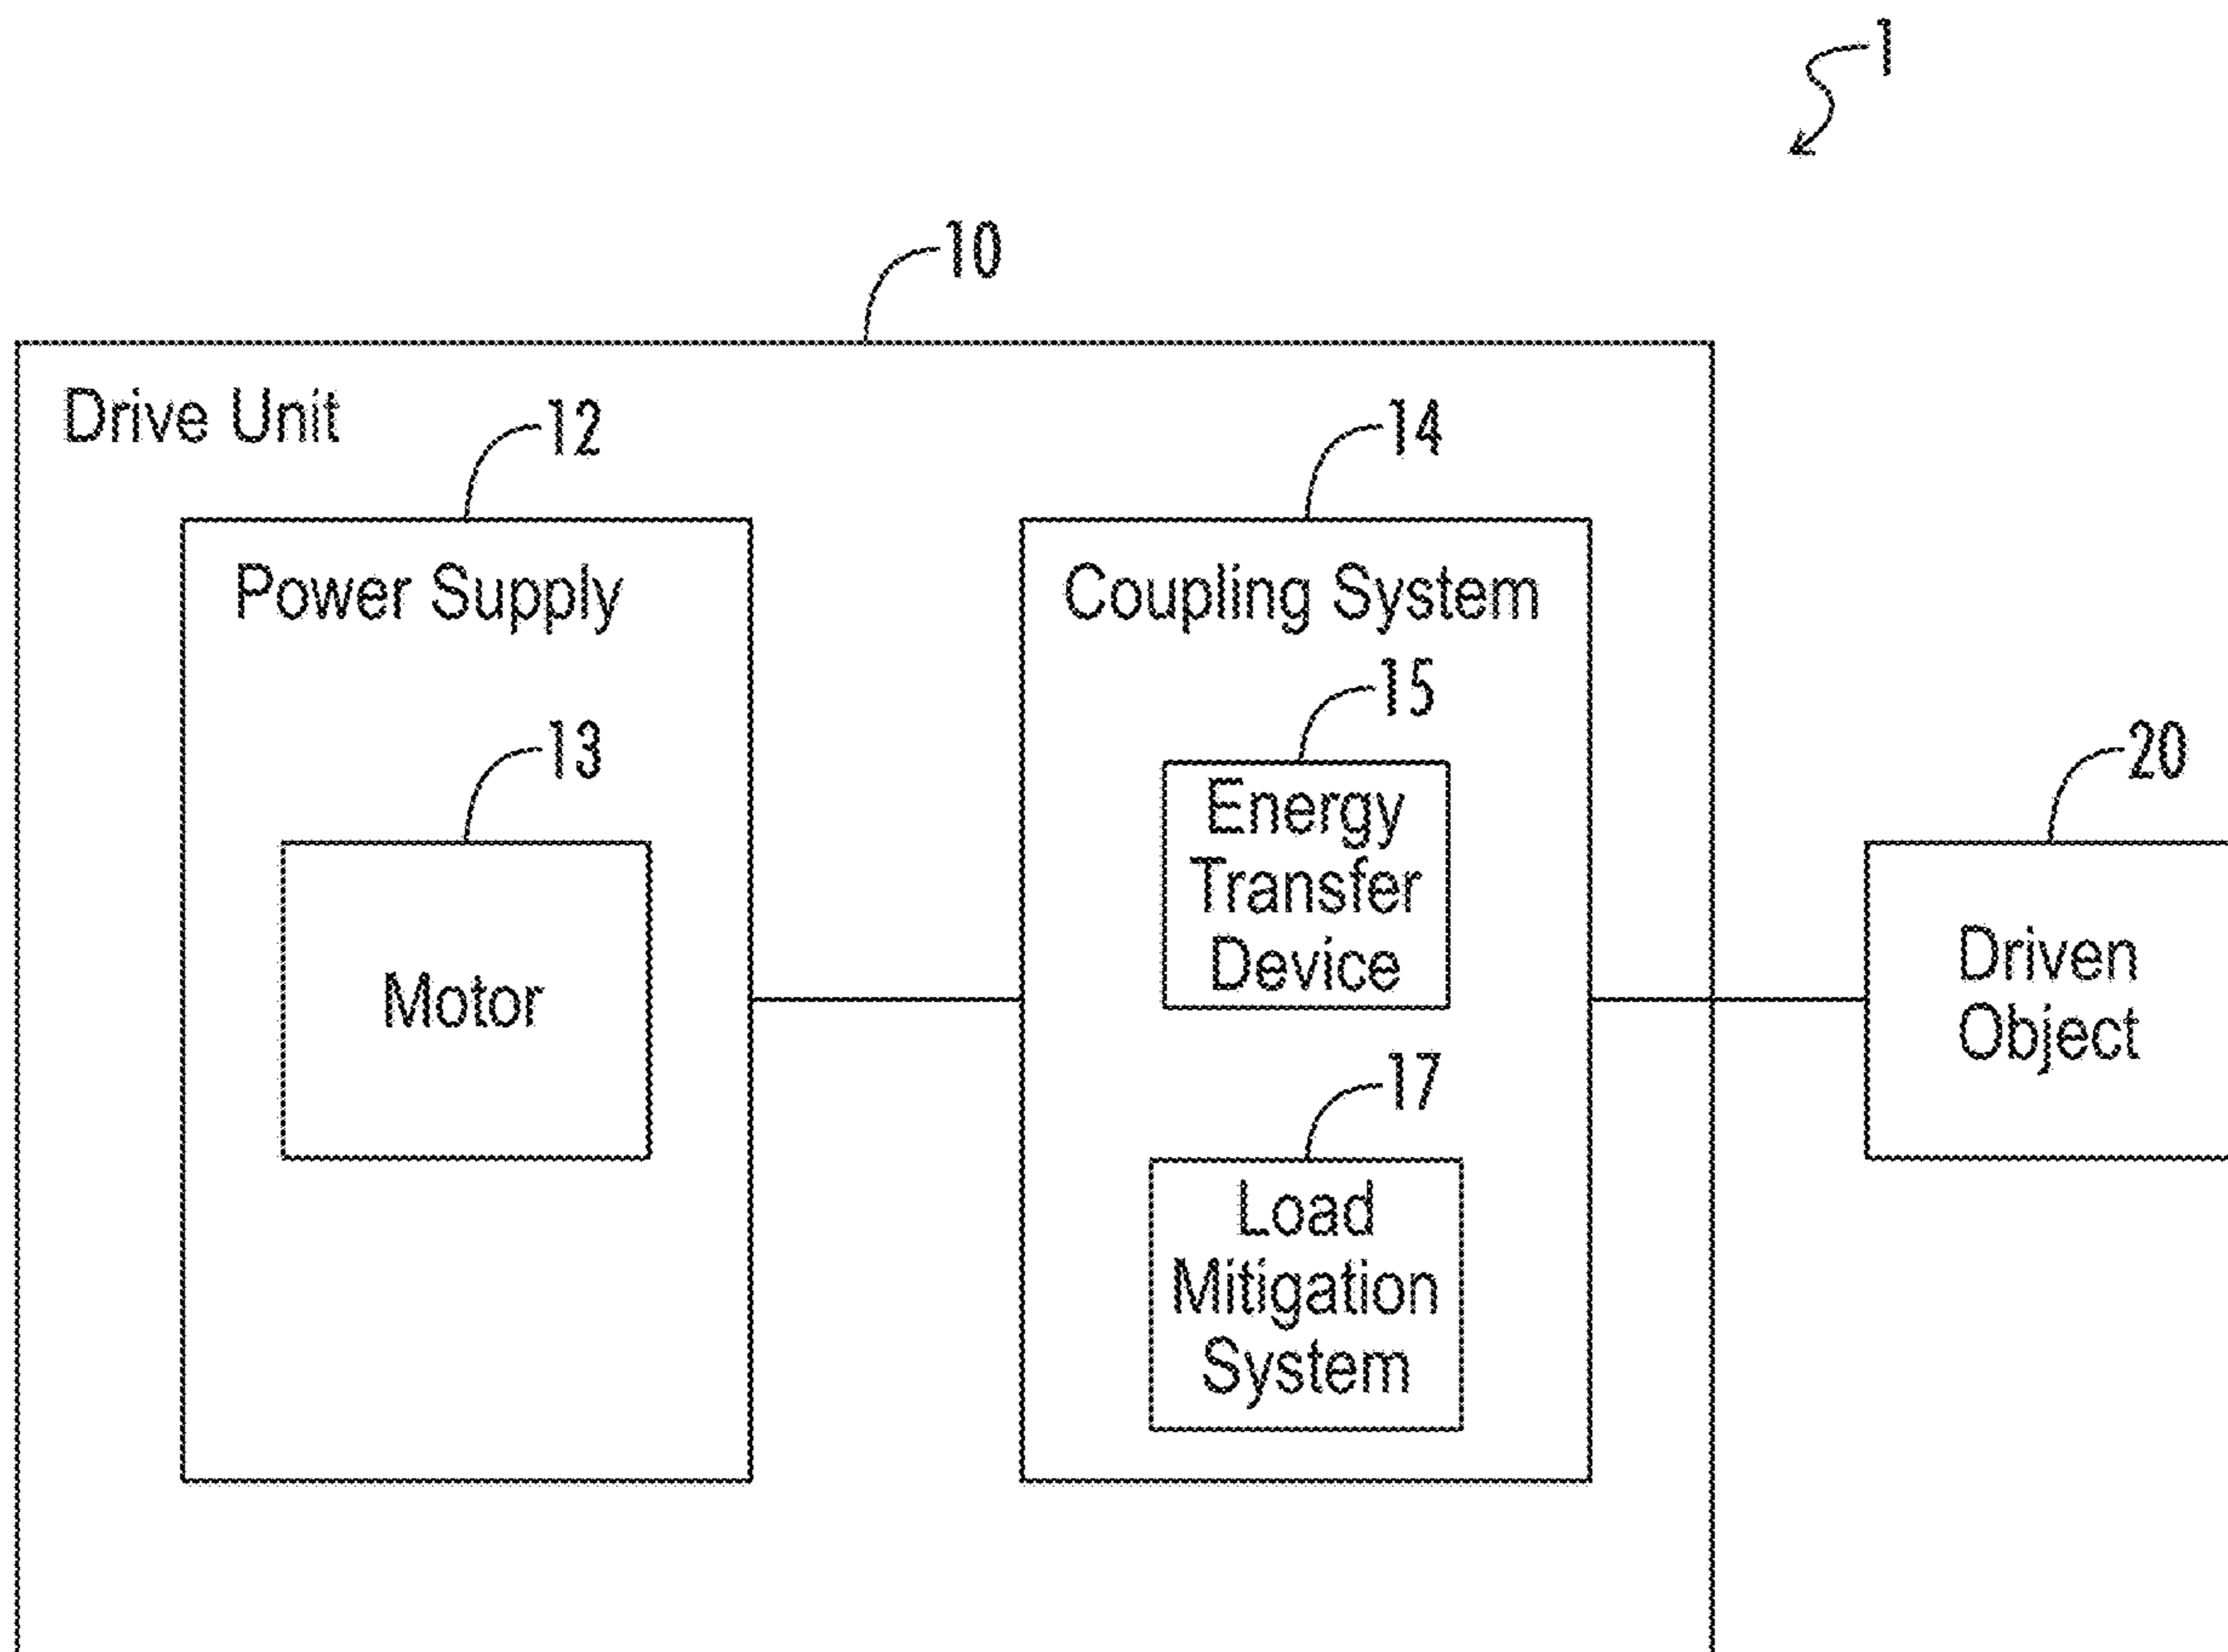 1
10
Drive Unit
12
14
Power Supply
Coupling System
15
13
20
Energy
Transfer
Device
Motor
Driven
Object
17
Load
Mitigation
System